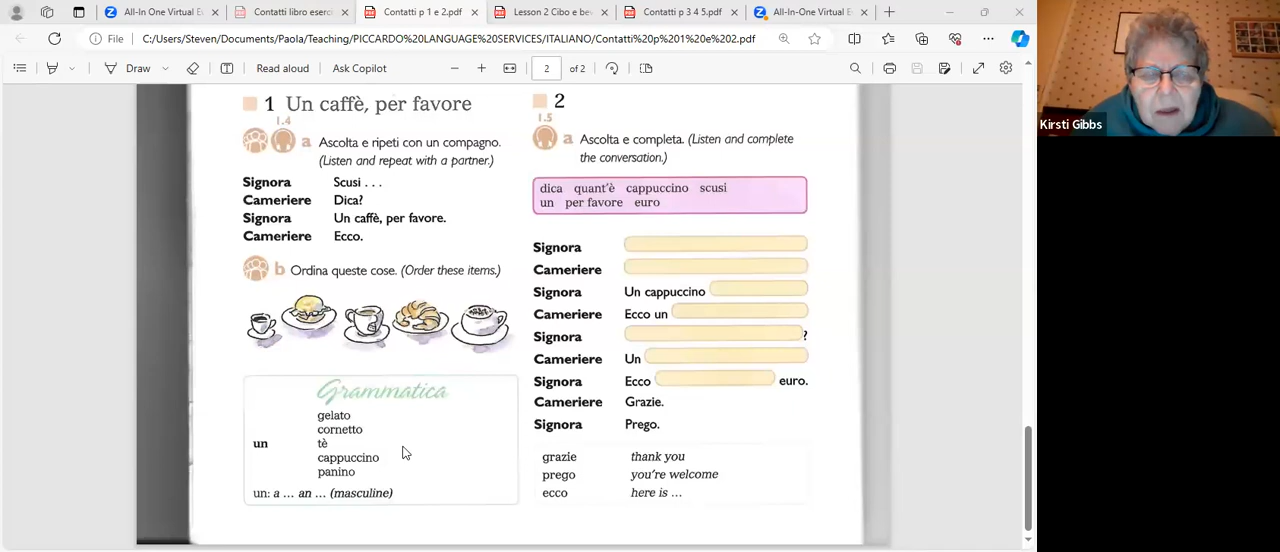 All-In One Virtual E
Contatti libro eserc
Contatti p 1 e 2.pdf
Lesson 2 Cibo e be
Contatti p 3 4 5.pdf
All-In-One Virtual E
File
C:/Users/Steven/Documents/Paola/Teaching/PICCARDO%20LANGUAGE%20SERVICES/ITALIANO/Contatti%20p%201%20e%202.pdf
Draw
Read aloud
Ask Copilot
2
of 2
1 Un caffè, per favore
1.4
a Ascolta e ripeti con un compagno.
(Listen and repeat with a partner.)
Signora Scusi . . .
Cameriere Dica?
Signora Un caffè, per favore.
Cameriere Ecco.
b Ordina queste cose. (Order these items.)
Grammatica
gelato
cornetto
un tè
cappuccino
panino
un: a ... an ... (masculine)
2
1.5
a Ascolta e completa. (Listen and complete
the conversation.)
dica quant'è cappuccino scusi
un per favore euro
Signora
Cameriere
Signora Un cappuccino
Cameriere Ecco un
Signora ?
Cameriere Un
Signora Ecco euro.
Cameriere Grazie.
Signora Prego.
grazie thank you
prego you're welcome
ecco here is ...
Kirsti Gibbs